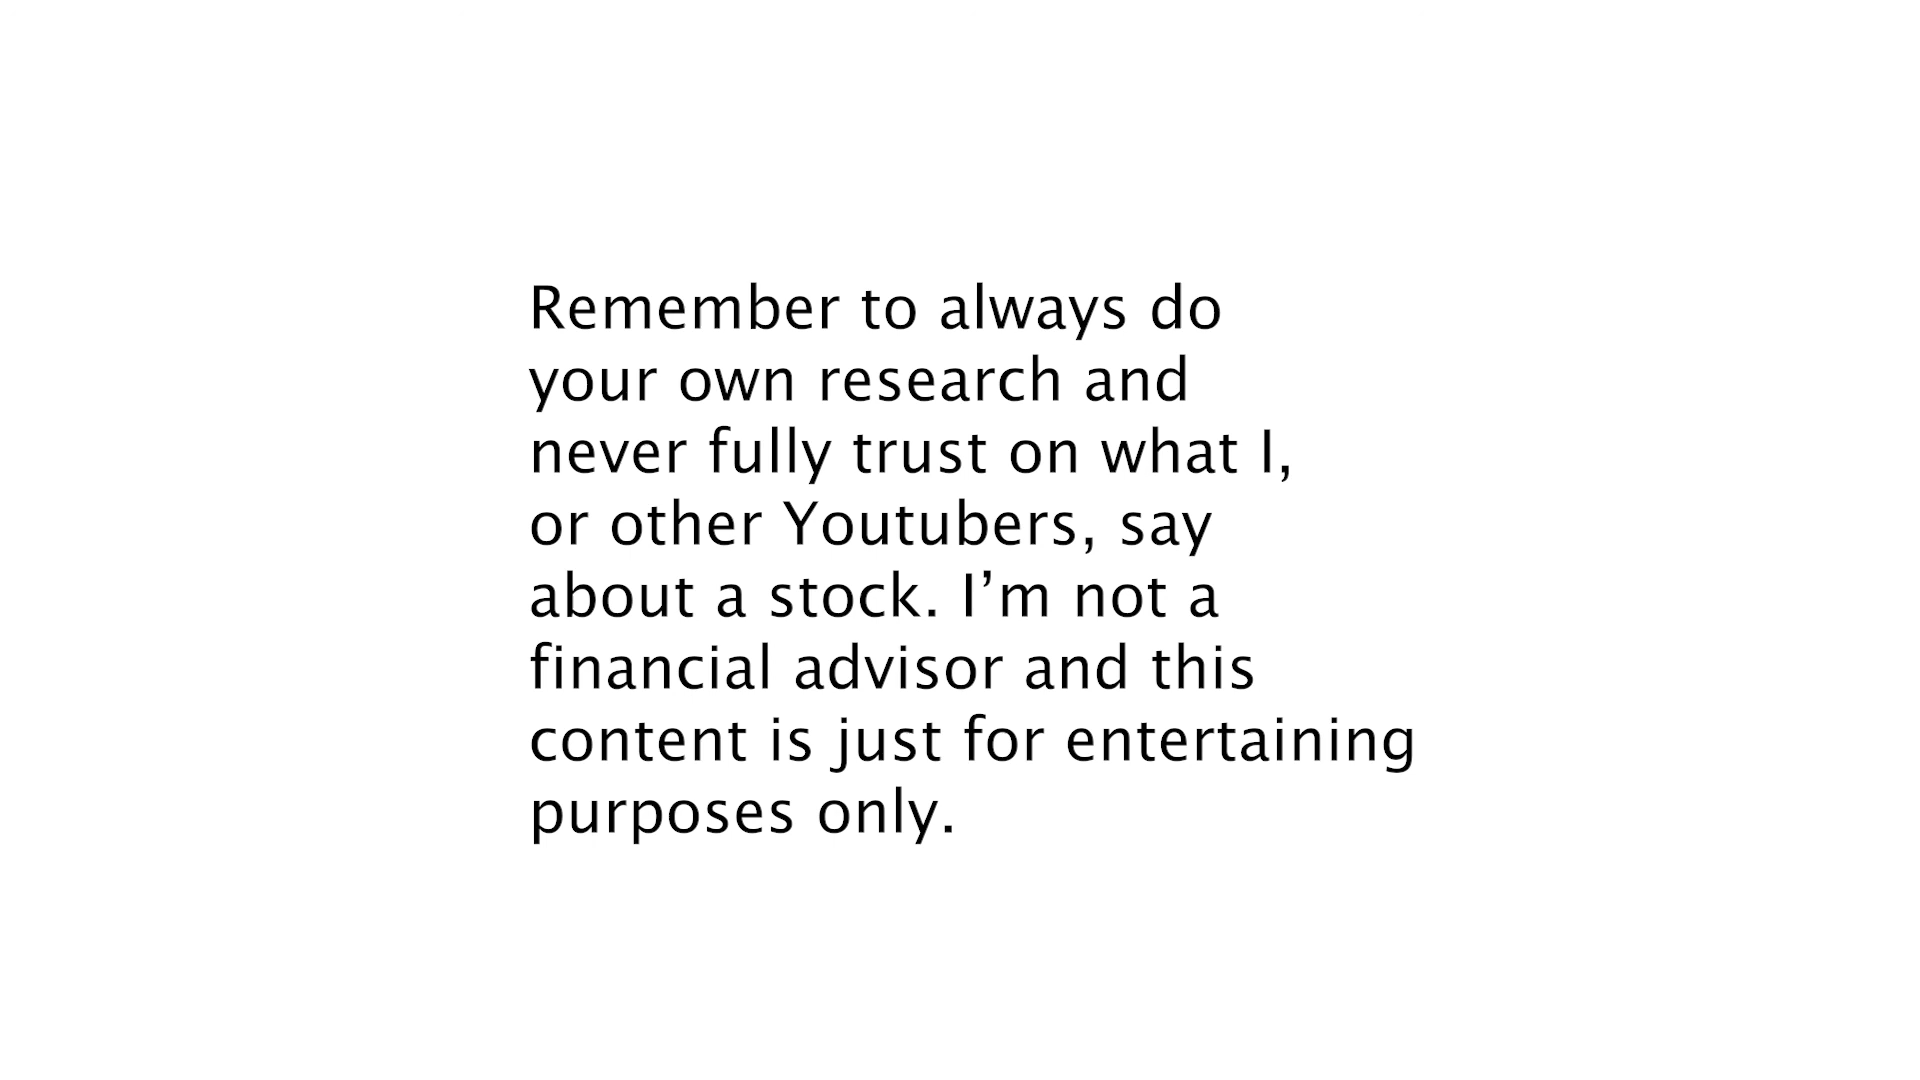 Remember to always do
your own research and
never fully trust on what I,
or other Youtubers, say
about a stock. I’m not a
financial advisor and this
content is just for entertaining
purposes only.